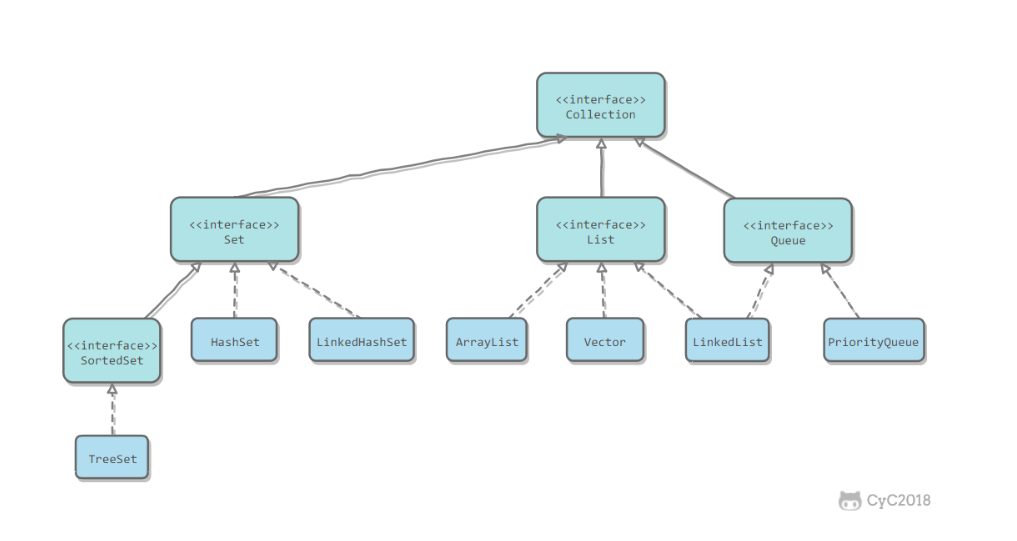 <<interface>>
Collection
<<interface>>
Set
<<interface>>
List
<<interface>>
Queue
<<interface>>
SortedSet
HashSet
LinkedHashSet
ArrayList
Vector
LinkedList
PriorityQueue
TreeSet
CyC2018